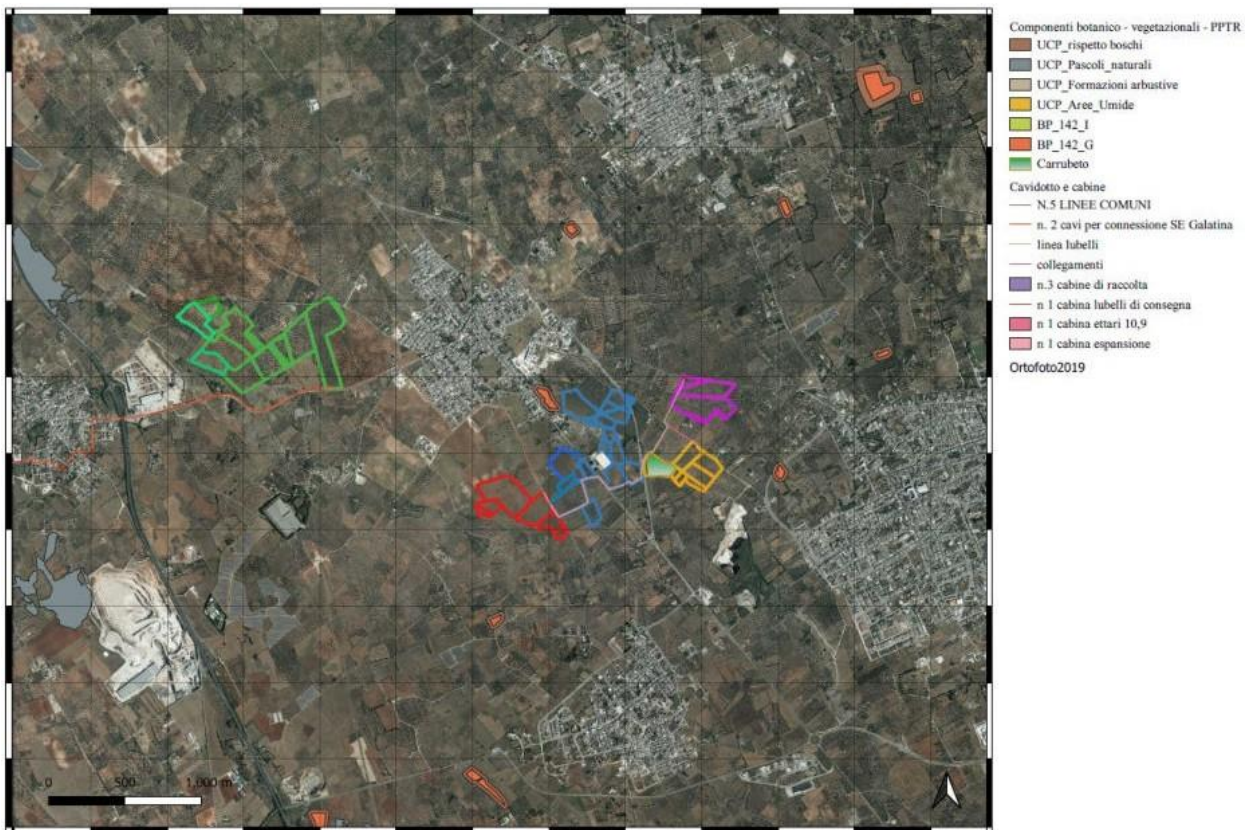 Componenti botanico - vegetazionali - PPTR
UCP_rispetto boschi
UCP_Pascoli_naturali
UCP_Formazioni arbustive
UCP_Aree_Umide
BP_142_I
BP_142_G
Carrubeto
Cavidotto e cabine
N.5 LINEE COMUNI
n. 2 cavi per connessione SE Galatina
linea lubelli
collegamenti
n.3 cabine di raccolta
n 1 cabina lubelli di consegna
n 1 cabina ettari 10,9
n 1 cabina espansione
Ortofoto2019
0 500 1.000 m